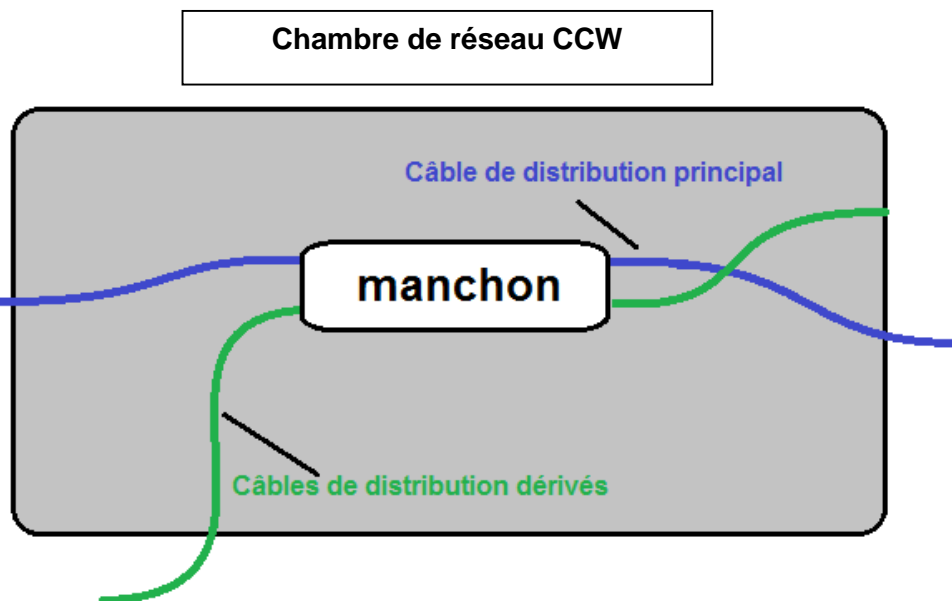 Chambre de réseau CCW
Câble de distribution principal
manchon
Câbles de distribution dérivés